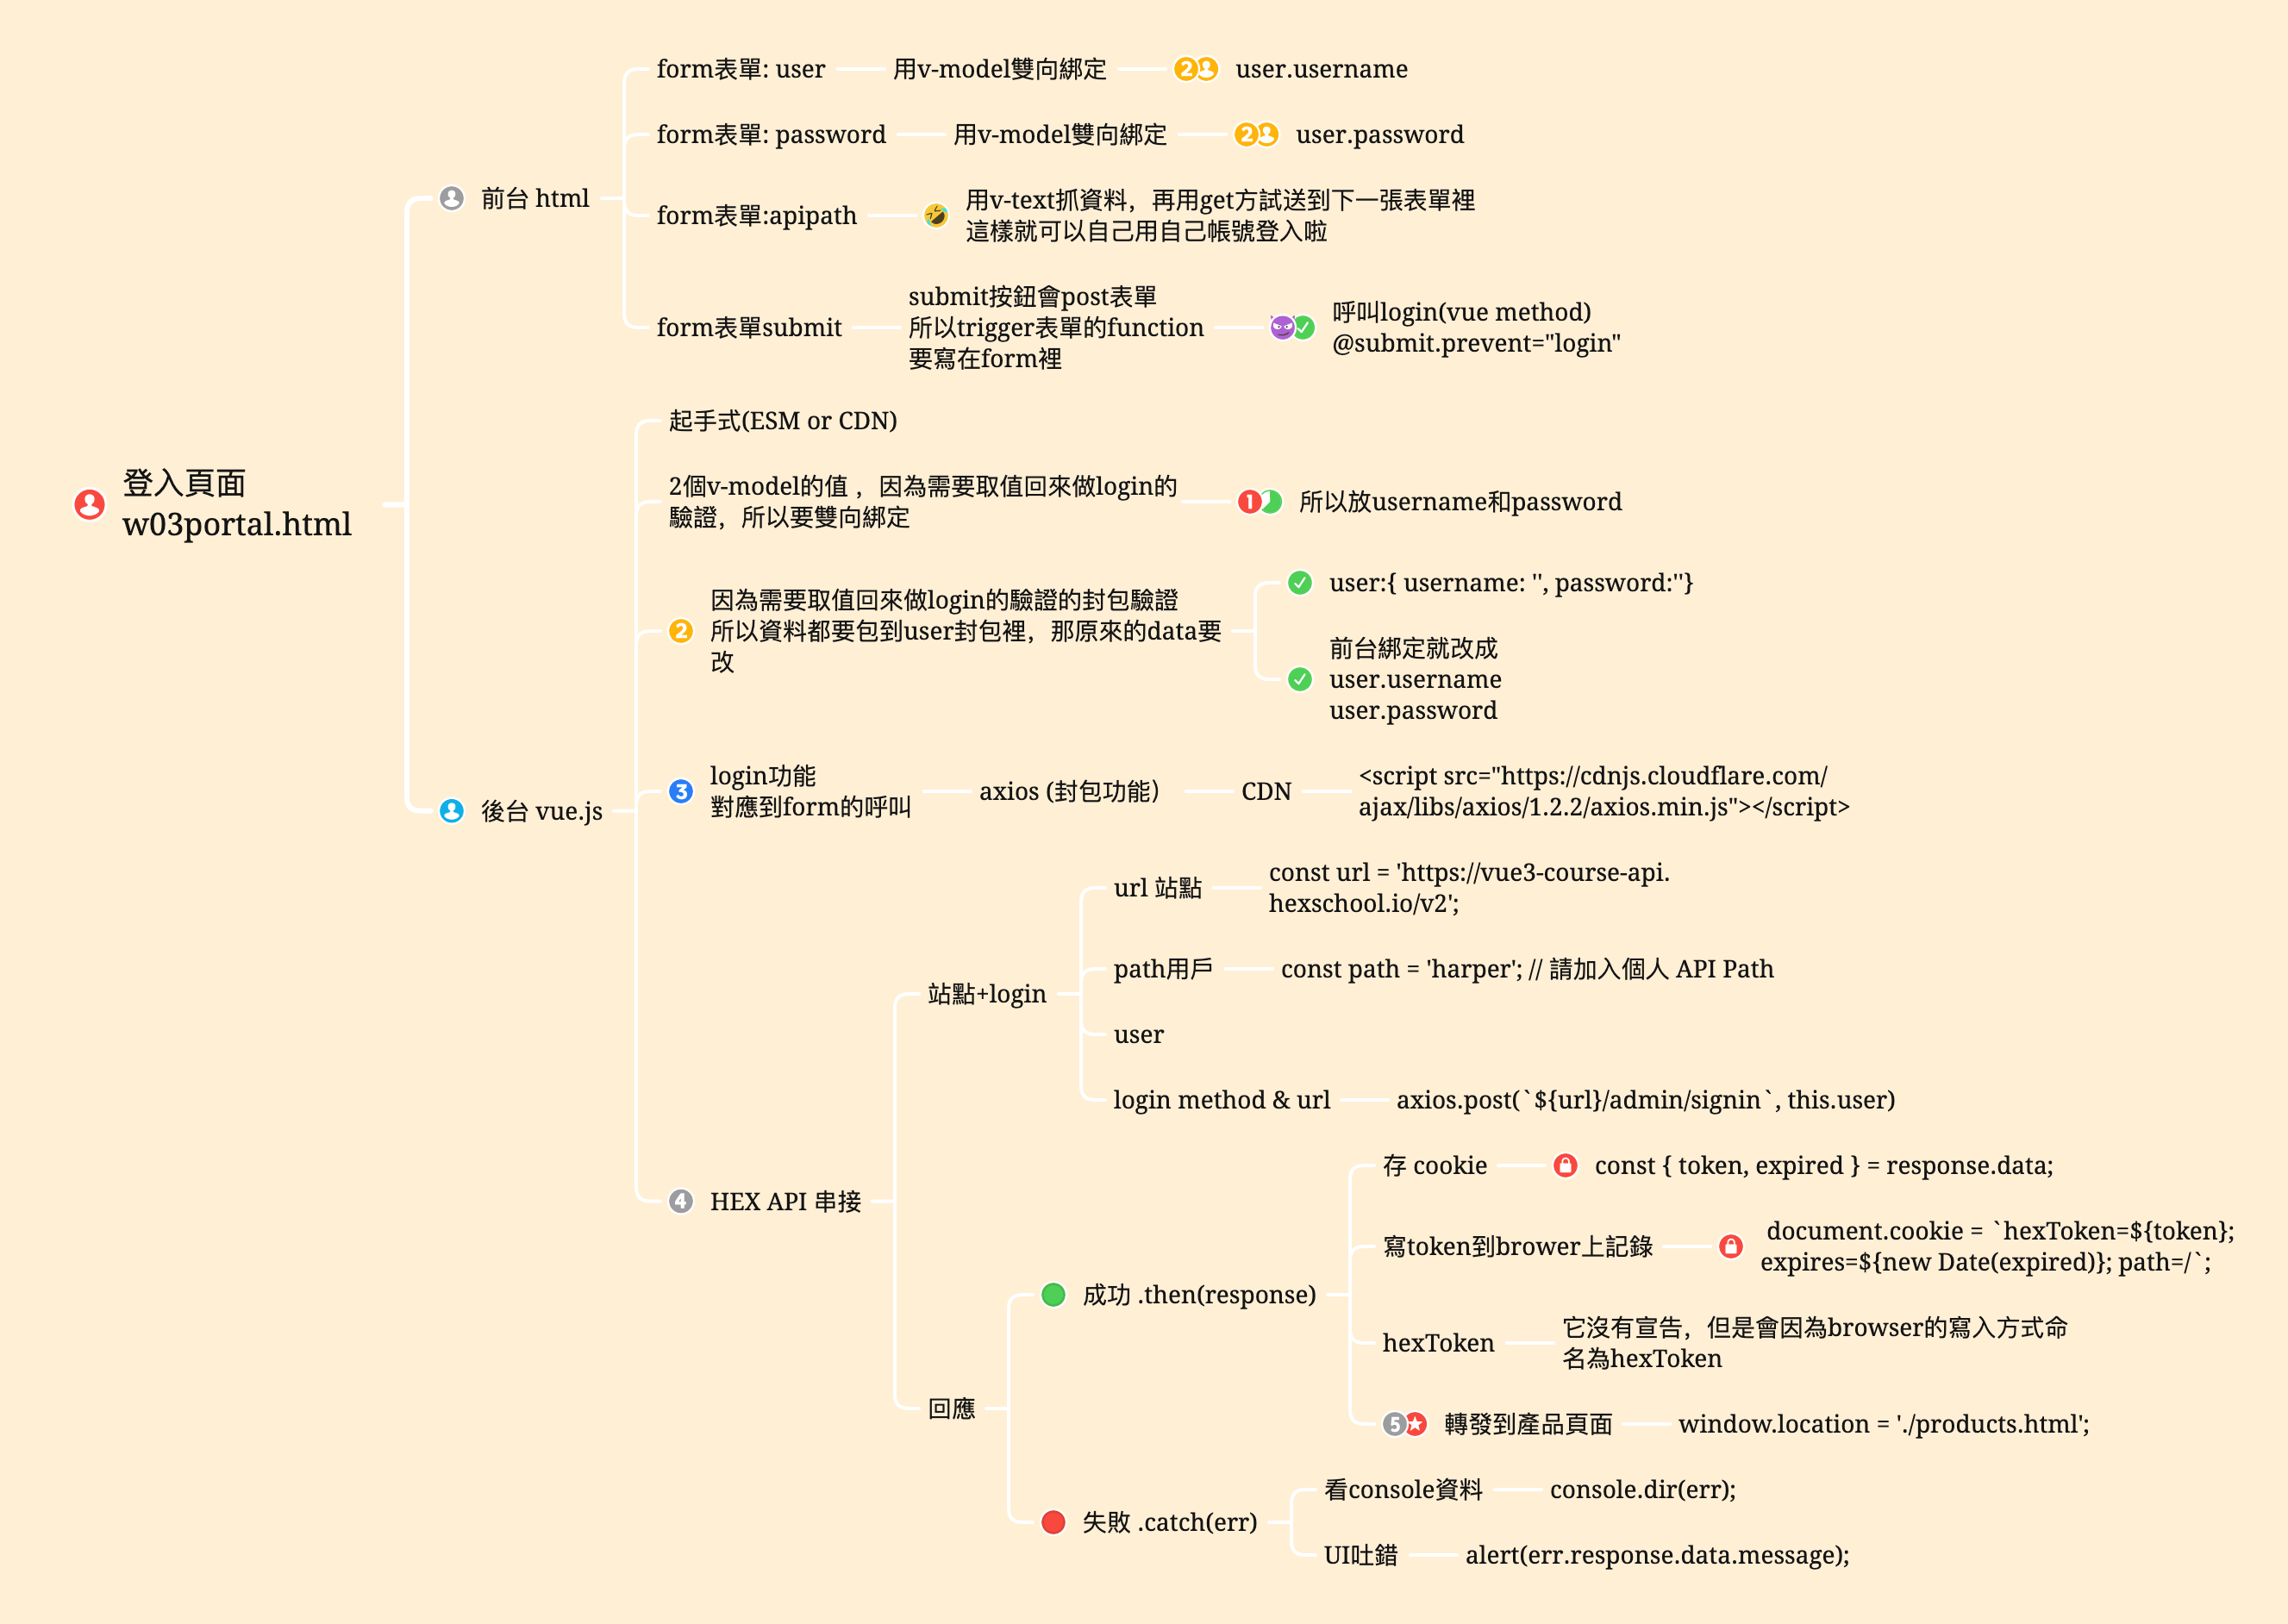 登入頁面
w03portal.html
前台 html
form表單: user
用v-model雙向綁定
2
user.username
form表單: password
用v-model雙向綁定
2
user.password
form表單:apipath
用v-text抓資料，再用get方試送到下一張表單裡
這樣就可以自己用自己帳號登入啦
form表單submit
submit按鈕會post表單
所以trigger表單的function
要寫在form裡
呼叫login(vue method)
@submit.prevent="login"
後台 vue.js
起手式(ESM or CDN)
2個v-model的值 ，因為需要取值回來做login的
驗證，所以要雙向綁定
1
所以放username和password
2
因為需要取值回來做login的驗證的封包驗證
所以資料都要包到user封包裡，那原來的data要
改
user:{ username: '', password:''}
前台綁定就改成
user.username
user.password
3
login功能
對應到form的呼叫
axios (封包功能）
CDN
<script src="https://cdnjs.cloudflare.com/
ajax/libs/axios/1.2.2/axios.min.js"></script>
4
HEX API 串接
站點+login
url 站點
const url = 'https://vue3-course-api.
hexschool.io/v2';
path用戶
const path = 'harper'; // 請加入個人 API Path
user
login method & url
axios.post(`${url}/admin/signin`, this.user)
回應
成功 .then(response)
存 cookie
const { token, expired } = response.data;
寫token到brower上記錄
document.cookie = `hexToken=${token};
expires=${new Date(expired)}; path=/`;
hexToken
它沒有宣告，但是會因為browser的寫入方式命
名為hexToken
5
轉發到產品頁面
window.location = './products.html';
失敗 .catch(err)
看console資料
console.dir(err);
UI吐錯
alert(err.response.data.message);